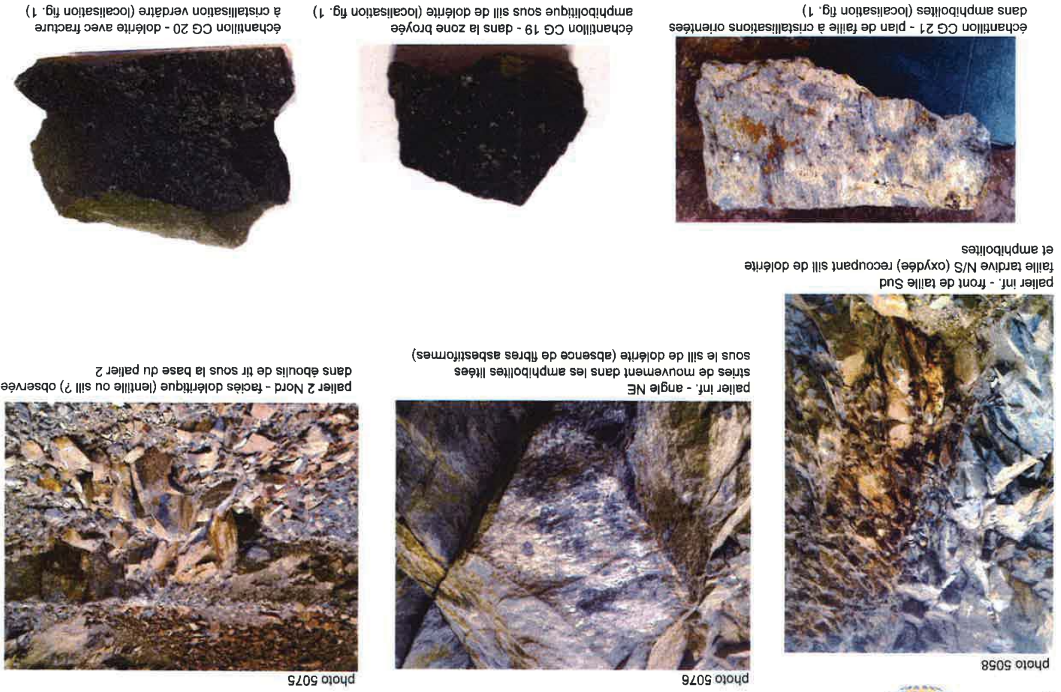 photo 5058
palier inf. - front de taille Sud
faille tardive N/S (oxydée) recoupant sill de dolérite
et amphibolites
photo 5076
palier inf. - angle NE
stries de mouvement dans les amphibolites litées
sous le sill de dolérite (absence de fibres asbestiformes)
photo 5075
palier 2 Nord - faciès doléritique (lentille ou sill ?) observée
dans éboulis de tir sous la base du palier 2
échantillon CG 21 - plan de faille à cristallisations orientées
dans amphibolites (localisation fig. 1)
échantillon CG 19 - dans la zone broyée
amphibolitique sous sill de dolérite (localisation fig. 1)
échantillon CG 20 - dolérite avec fracture
à cristallisation verdâtre (localisation fig. 1)